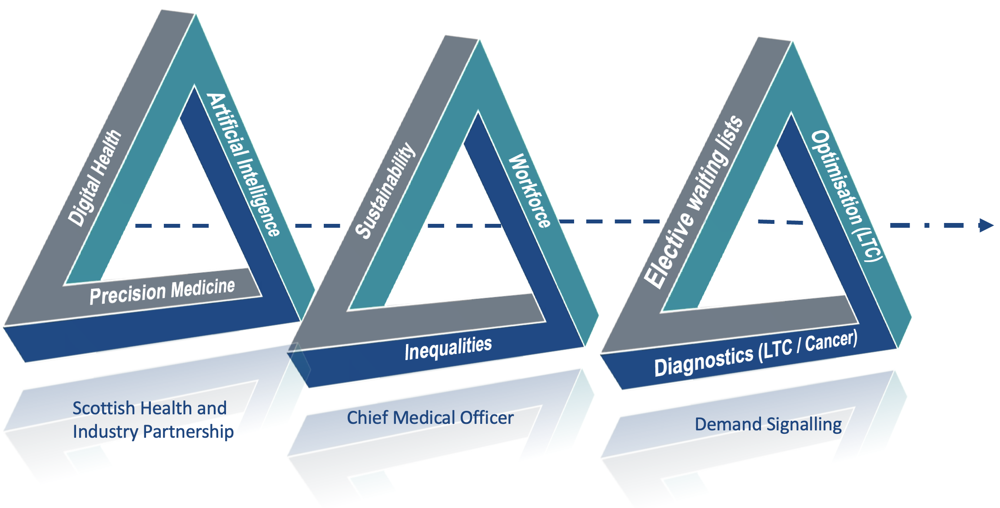 Digital Health
Artificial Intelligence
Precision Medicine
Scottish Health and
Industry Partnership
Sustainability
Workforce
Inequalities
Chief Medical Officer
Elective waiting lists
Optimisation (LTC)
Diagnostics (LTC / Cancer)
Demand Signalling